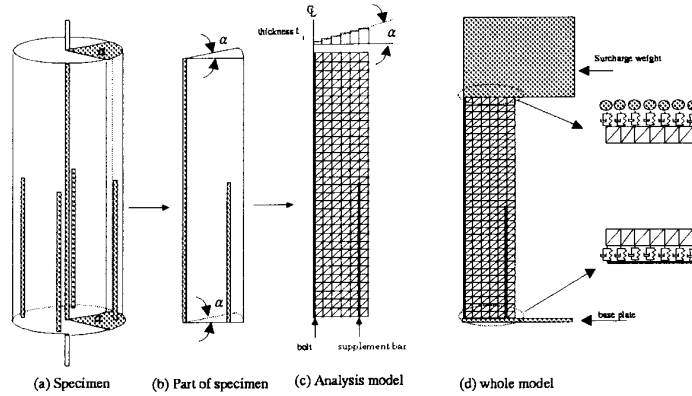 α
α
℄
thickness t i
α
Surcharge weight
α
α
α
bolt
supplement bar
base plate
(a) Specimen
(b) Part of specimen
(c) Analysis model
(d) whole model